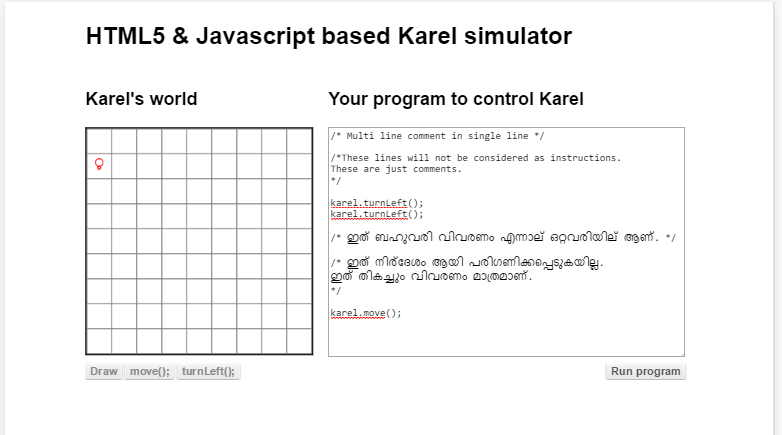 HTML5 & Javascript based Karel simulator
Karel's world
Your program to control Karel
/* Multi line comment in single line */
/*These lines will not be considered as instructions.
These are just comments.
*/
karel.turnLeft();
karel.turnLeft();
/* ഇത് ബഹുവരി വിവരണം എന്നാല് ഒറ്റവരിയില് ആണ്. */
/* ഇത് നിര്ദേശം ആയി പരിഗണിക്കപ്പെടുകയില്ല.
ഇത് തികച്ചും വിവരണം മാത്രമാണ്.
*/
karel.move();
Draw move(); turnLeft(); Run program